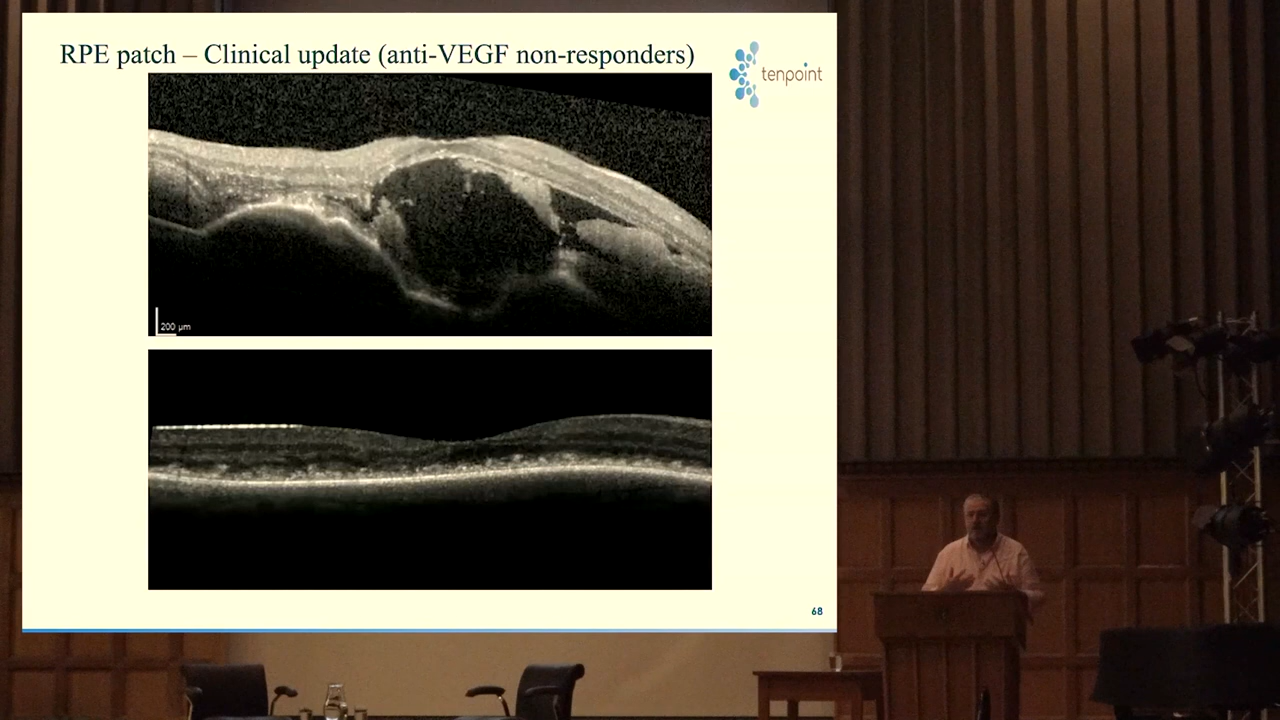 RPE patch – Clinical update (anti-VEGF non-responders)
tenpoint
200 µm
68